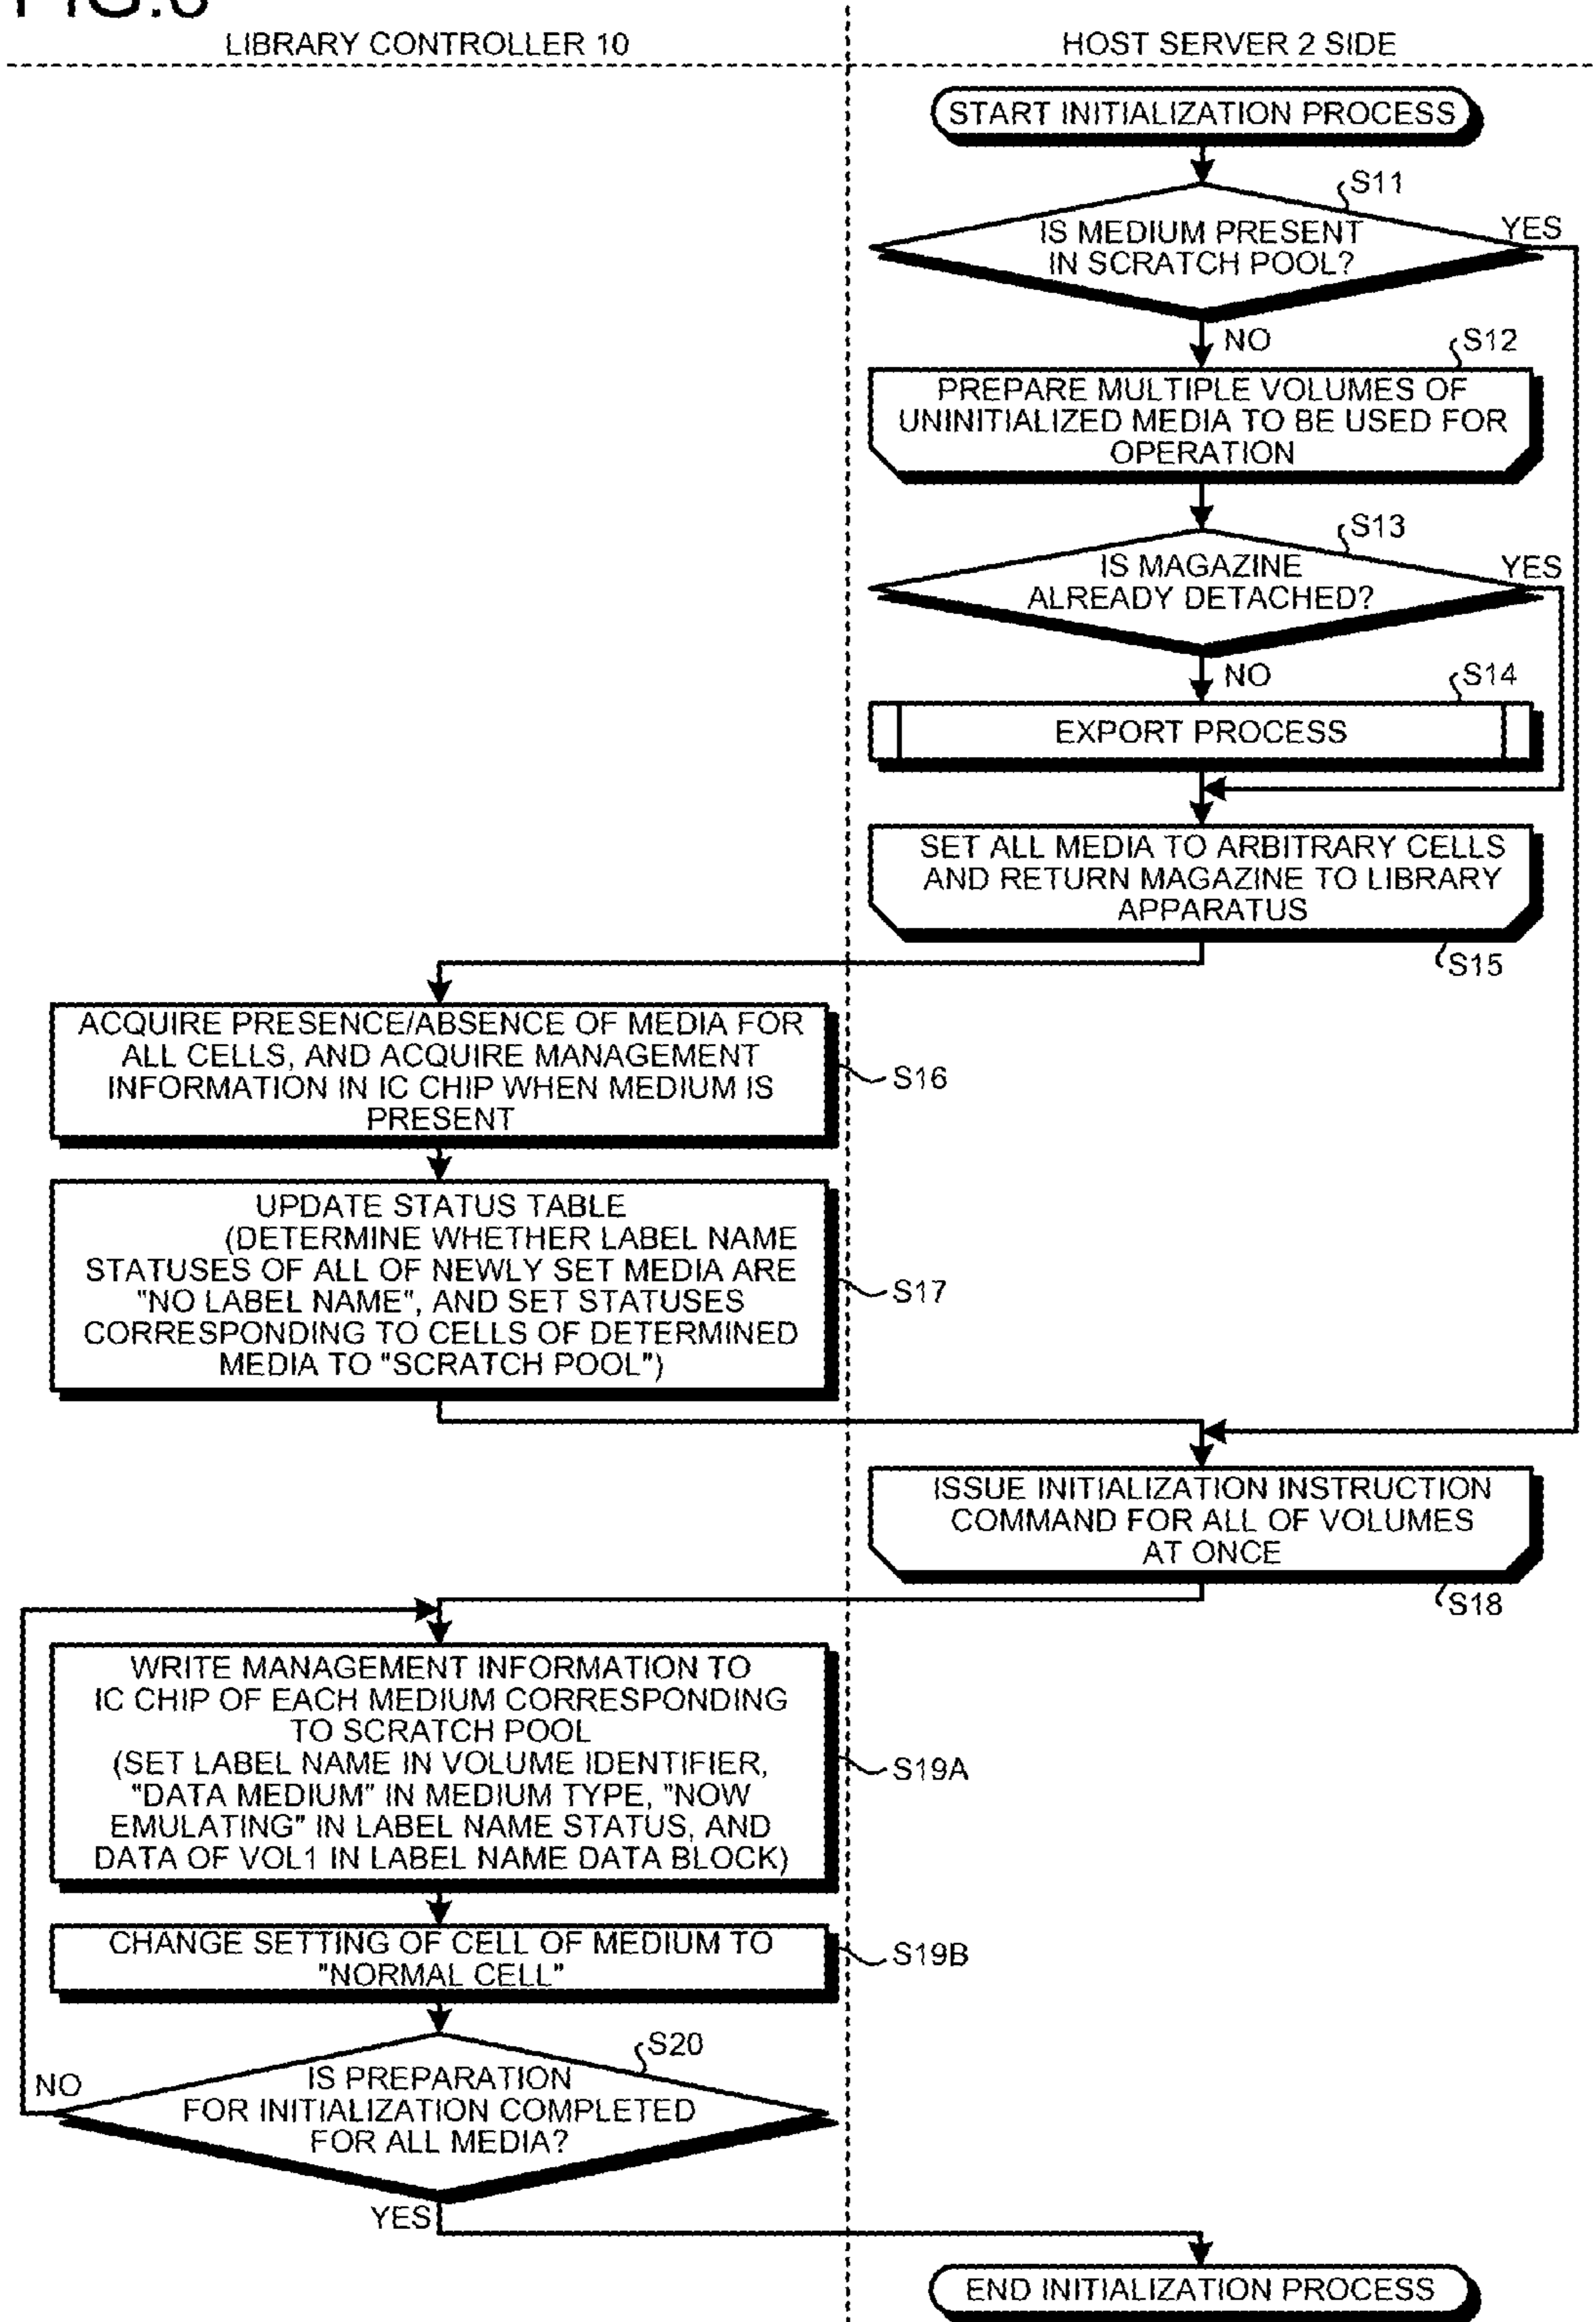 LIBRARY CONTROLLER 10
HOST SERVER 2 SIDE
START INITIALIZATION PROCESS
S11
IS MEDIUM PRESENT
IN SCRATCH POOL?
YES
NO
S12
PREPARE MULTIPLE VOLUMES OF
UNINITIALIZED MEDIA TO BE USED FOR
OPERATION
S13
IS MAGAZINE
ALREADY DETACHED?
YES
NO
S14
EXPORT PROCESS
SET ALL MEDIA TO ARBITRARY CELLS
AND RETURN MAGAZINE TO LIBRARY
APPARATUS
S15
ACQUIRE PRESENCE/ABSENCE OF MEDIA FOR
ALL CELLS, AND ACQUIRE MANAGEMENT
INFORMATION IN IC CHIP WHEN MEDIUM IS
PRESENT
S16
UPDATE STATUS TABLE
(DETERMINE WHETHER LABEL NAME
STATUSES OF ALL OF NEWLY SET MEDIA ARE
"NO LABEL NAME", AND SET STATUSES
CORRESPONDING TO CELLS OF DETERMINED
MEDIA TO "SCRATCH POOL")
S17
ISSUE INITIALIZATION INSTRUCTION
COMMAND FOR ALL OF VOLUMES
AT ONCE
S18
WRITE MANAGEMENT INFORMATION TO
IC CHIP OF EACH MEDIUM CORRESPONDING
TO SCRATCH POOL
(SET LABEL NAME IN VOLUME IDENTIFIER,
"DATA MEDIUM" IN MEDIUM TYPE, "NOW
EMULATING" IN LABEL NAME STATUS, AND
DATA OF VOL1 IN LABEL NAME DATA BLOCK)
S19A
CHANGE SETTING OF CELL OF MEDIUM TO
"NORMAL CELL"
S19B
S20
IS PREPARATION
FOR INITIALIZATION COMPLETED
FOR ALL MEDIA?
NO
YES
END INITIALIZATION PROCESS